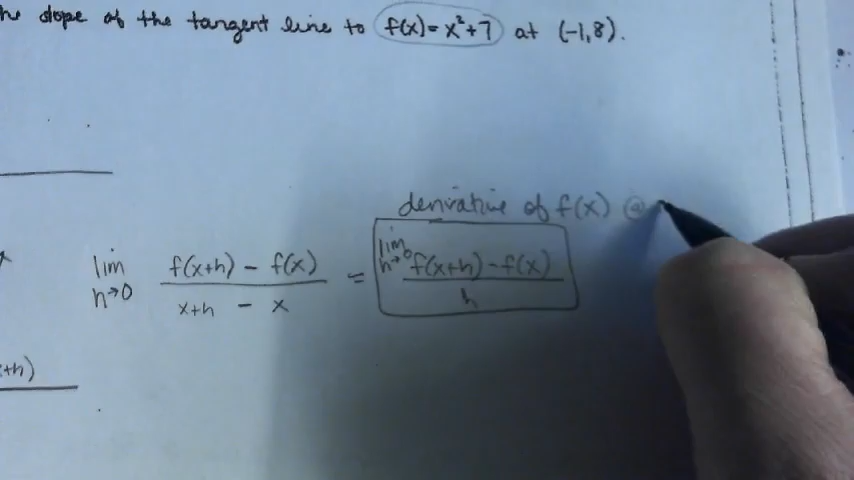 he slope of the tangent line to f(x)=x²+7 at (-1,8).
derivative of f(x) @
lim h→0 f(x+h) - f(x) / x+h - x = lim h→0 f(x+h)-f(x) / h
+h)